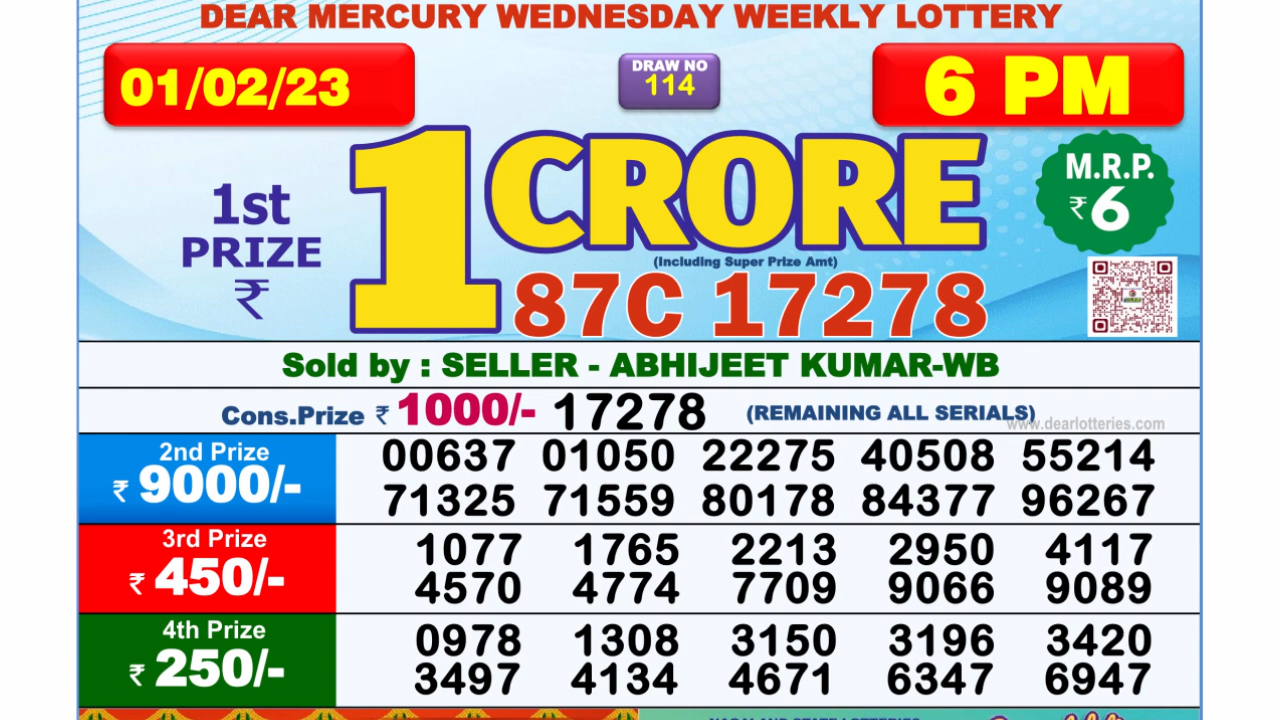 DEAR MERCURY WEDNESDAY WEEKLY LOTTERY
01/02/23
DRAW NO
114
6 PM
1st
PRIZE
₹
1 CRORE
(Including Super Prize Amt)
87C 17278
M.R.P.
₹6
Sold by : SELLER - ABHIJEET KUMAR-WB
Cons.Prize ₹ 1000/- 17278 (REMAINING ALL SERIALS)
www.dearlotteries.com
2nd Prize
₹ 9000/-
00637 01050 22275 40508 55214
71325 71559 80178 84377 96267
3rd Prize
₹ 450/-
1077 1765 2213 2950 4117
4570 4774 7709 9066 9089
4th Prize
₹ 250/-
0978 1308 3150 3196 3420
3497 4134 4671 6347 6947
NAGALAND STATE LOTTERIES